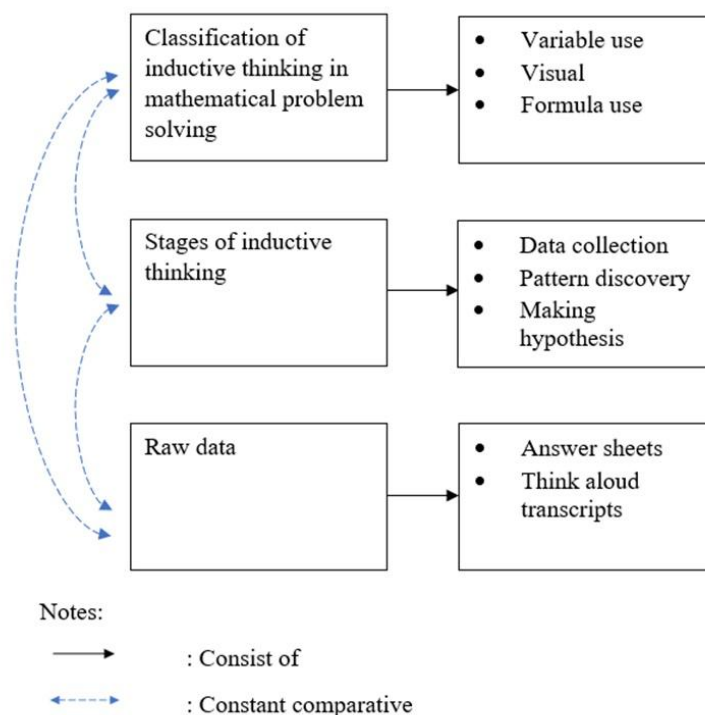 Classification of
inductive thinking in
mathematical problem
solving
• Variable use
• Visual
• Formula use
Stages of inductive
thinking
• Data collection
• Pattern discovery
• Making
hypothesis
Raw data
• Answer sheets
• Think aloud
transcripts
Notes:
: Consist of
: Constant comparative